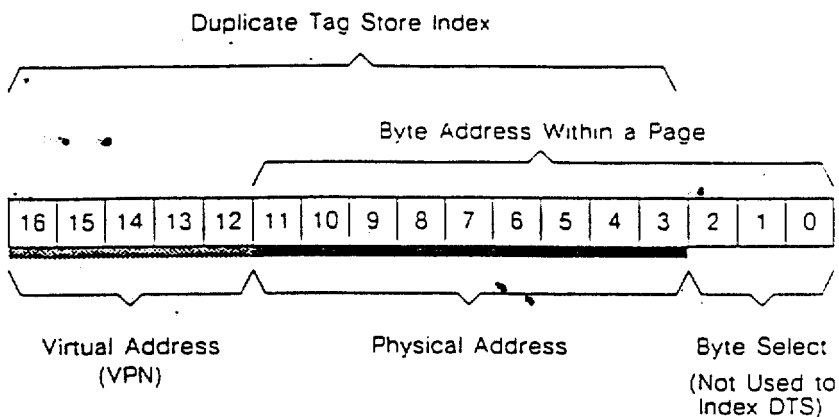 Duplicate Tag Store Index
Byte Address Within a Page
16 15 14 13 12 11 10 9 8 7 6 5 4 3 2 1 0
Virtual Address
(VPN)
Physical Address
Byte Select
(Not Used to
Index DTS)